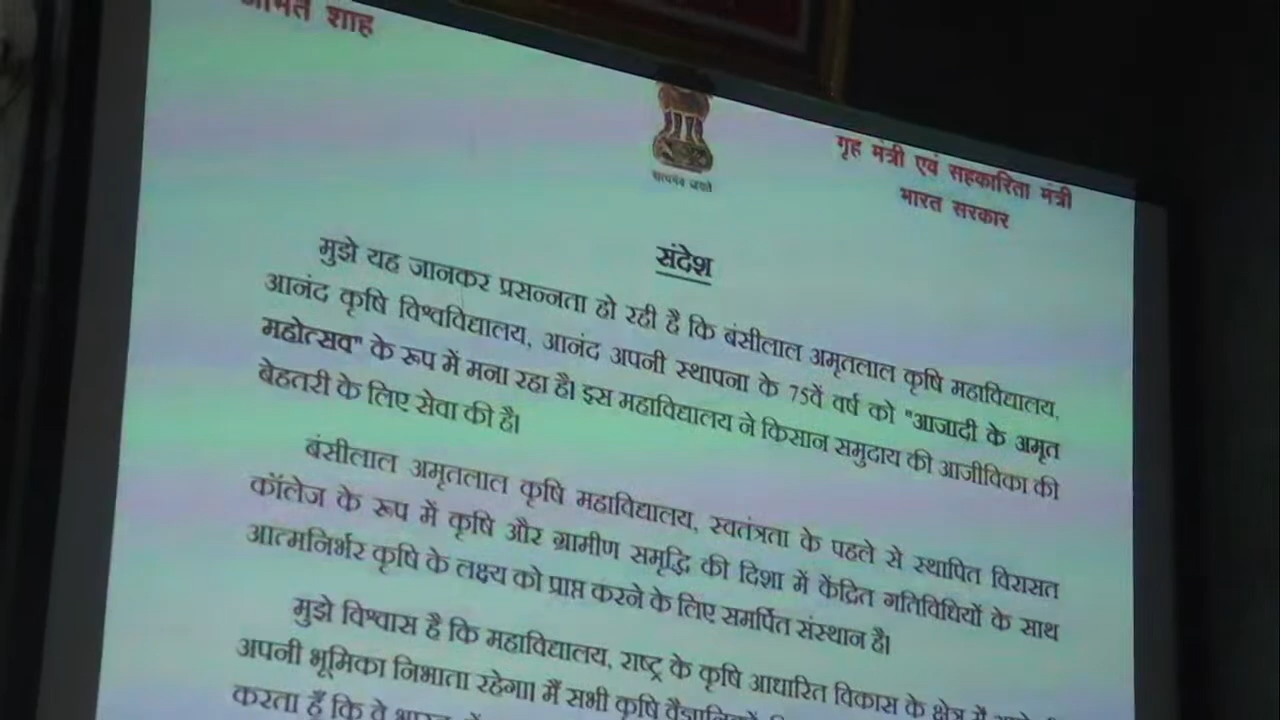 अमित शाह
सत्यमेव जयते
गृह मंत्री एवं सहकारिता मंत्री
भारत सरकार
संदेश
मुझे यह जानकर प्रसन्नता हो रही है कि बंसीलाल अमृतलाल कृषि महाविद्यालय,
आनंद कृषि विश्वविद्यालय, आनंद अपनी स्थापना के 75वें वर्ष को "आजादी के अमृत
महोत्सव" के रूप में मना रहा है। इस महाविद्यालय ने किसान समुदाय की आजीविका की
बेहतरी के लिए सेवा की है।
बंसीलाल अमृतलाल कृषि महाविद्यालय, स्वतंत्रता के पहले से स्थापित विरासत
कॉलेज के रूप में कृषि और ग्रामीण समृद्धि की दिशा में केंद्रित गतिविधियों के साथ
आत्मनिर्भर कृषि के लक्ष्य को प्राप्त करने के लिए समर्पित संस्थान है।
मुझे विश्वास है कि महाविद्यालय, राष्ट्र के कृषि आधारित विकास के क्षेत्र में
अपनी भूमिका निभाता रहेगा। मैं सभी कृषि
करता हूँ कि वे